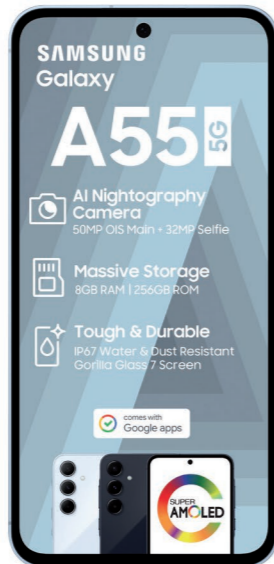 SAMSUNG
Galaxy
A55 5G
AI Nightography
Camera
50MP OIS Main • 32MP Selfie
Massive Storage
8GB RAM | 256GB ROM
Tough & Durable
IP67 Water & Dust Resistant
Gorilla Glass 7 Screen
comes with
Google apps
SUPER
AMOLED